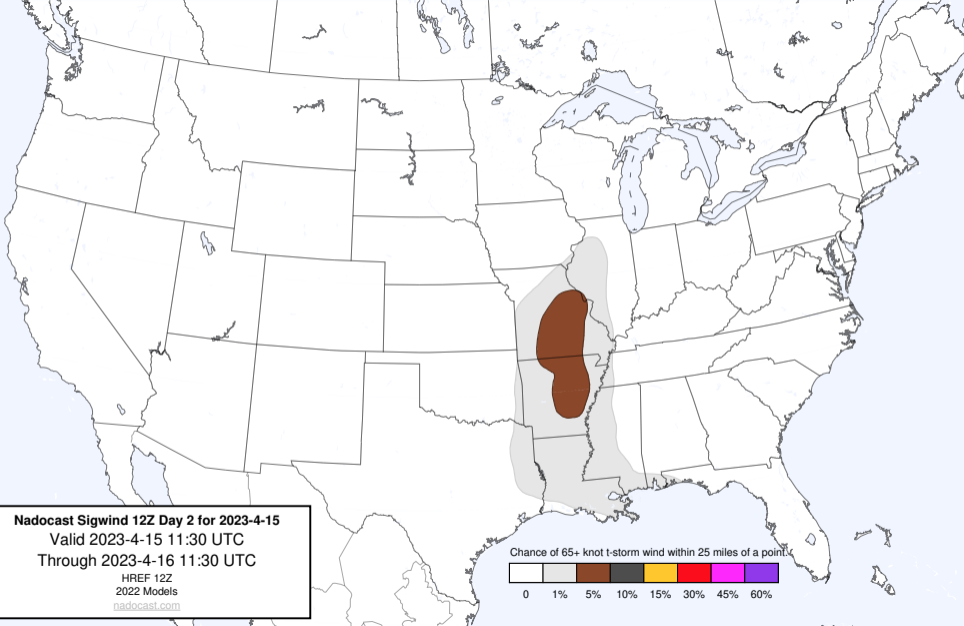 Nadocast Sigwind 12Z Day 2 for 2023-4-15
Valid 2023-4-15 11:30 UTC
Through 2023-4-16 11:30 UTC
HREF 12Z
2022 Models
nadocast.com
Chance of 65+ knot t-storm wind within 25 miles of a point.
0 1% 5% 10% 15% 30% 45% 60%